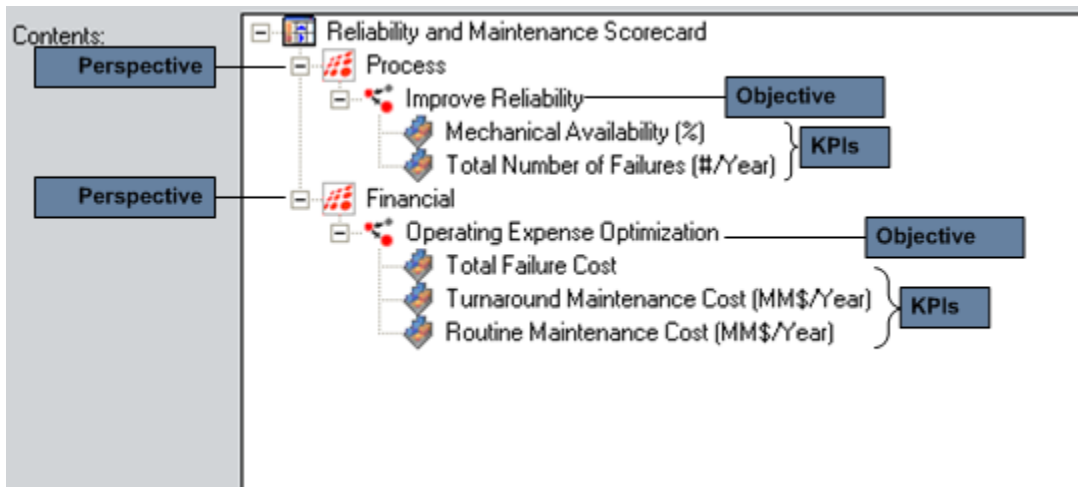 Contents:
Reliability and Maintenance Scorecard
Perspective
Process
Improve Reliability
Objective
Mechanical Availability (%)
KPIs
Total Number of Failures (#/Year)
Perspective
Financial
Operating Expense Optimization
Objective
Total Failure Cost
Turnaround Maintenance Cost (MM$/Year)
KPIs
Routine Maintenance Cost (MM$/Year)